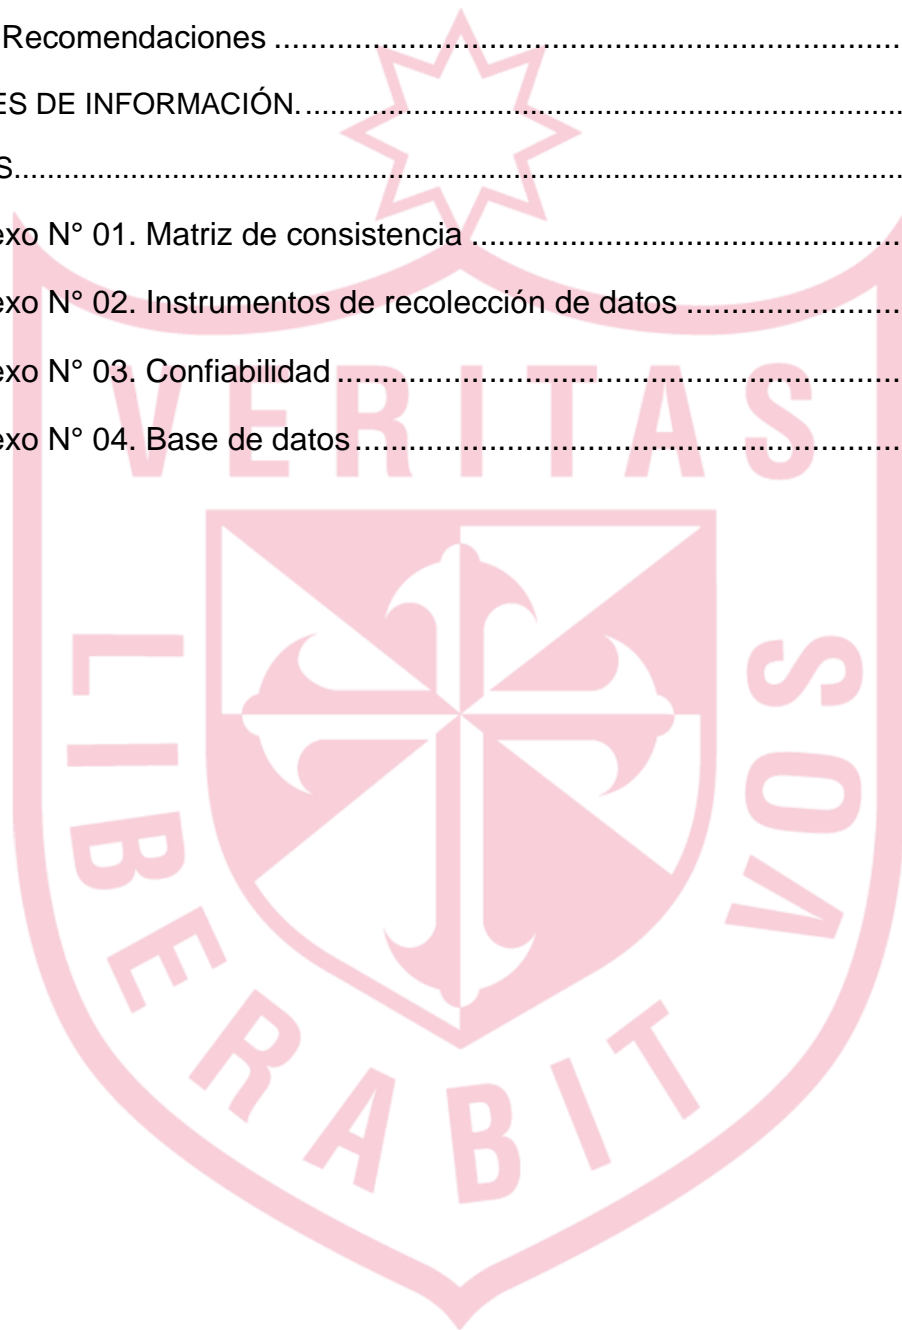 Recomendaciones ........................................................................
ES DE INFORMACIÓN. ...................................................................
S....................................................................................................
exo N° 01. Matriz de consistencia ................................................
exo N° 02. Instrumentos de recolección de datos ........................
exo N° 03. Confiabilidad ...............................................................
exo N° 04. Base de datos .............................................................
VERITAS
LIBERABIT VOS